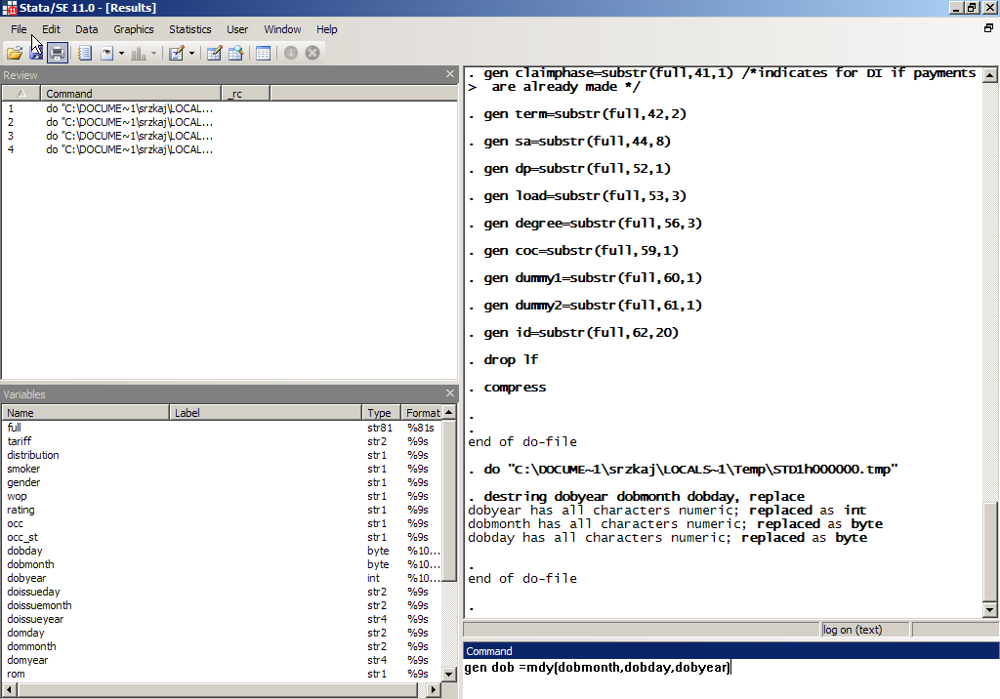 Stata/SE 11.0 - [Results]
File Edit Data Graphics Statistics User Window Help
Review
Command _rc
1 do "C:\DOCUME~1\srzkaj\LOCAL...
2 do "C:\DOCUME~1\srzkaj\LOCAL...
3 do "C:\DOCUME~1\srzkaj\LOCAL...
4 do "C:\DOCUME~1\srzkaj\LOCAL...
Variables
Name Label Type Format
full str81 %81s
tariff str2 %9s
distribution str1 %9s
smoker str1 %9s
gender str1 %9s
wop str1 %9s
rating str1 %9s
occ str1 %9s
occ_st str1 %9s
dobday byte %10...
dobmonth byte %10...
dobyear int %10...
doissueday str2 %9s
doissuemonth str2 %9s
doissueyear str4 %9s
domday str2 %9s
dommonth str2 %9s
domyear str4 %9s
rom str1 %9s
. gen claimphase=substr(full,41,1) /*indicates for DI if payments
> are already made */
. gen term=substr(full,42,2)
. gen sa=substr(full,44,8)
. gen dp=substr(full,52,1)
. gen load=substr(full,53,3)
. gen degree=substr(full,56,3)
. gen coc=substr(full,59,1)
. gen dummy1=substr(full,60,1)
. gen dummy2=substr(full,61,1)
. gen id=substr(full,62,20)
. drop lf
. compress
.
.
end of do-file
. do "C:\DOCUME~1\srzkaj\LOCALS~1\Temp\STD1h000000.tmp"
. destring dobyear dobmonth dobday, replace
dobyear has all characters numeric; replaced as int
dobmonth has all characters numeric; replaced as byte
dobday has all characters numeric; replaced as byte
.
end of do-file
.
log on (text)
Command
gen dob =mdy(dobmonth,dobday,dobyear)